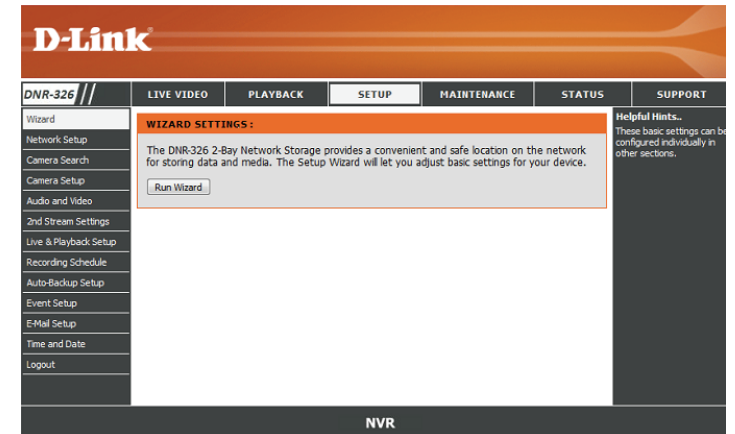 D-Link
DNR-326 //
LIVE VIDEO
PLAYBACK
SETUP
MAINTENANCE
STATUS
SUPPORT
Wizard
Network Setup
Camera Search
Camera Setup
Audio and Video
2nd Stream Settings
Live & Playback Setup
Recording Schedule
Auto-Backup Setup
Event Setup
E-Mail Setup
Time and Date
Logout
WIZARD SETTINGS :
The DNR-326 2-Bay Network Storage provides a convenient and safe location on the network
for storing data and media. The Setup Wizard will let you adjust basic settings for your device.
Run Wizard
Helpful Hints..
These basic settings can be
configured individually in
other sections.
NVR